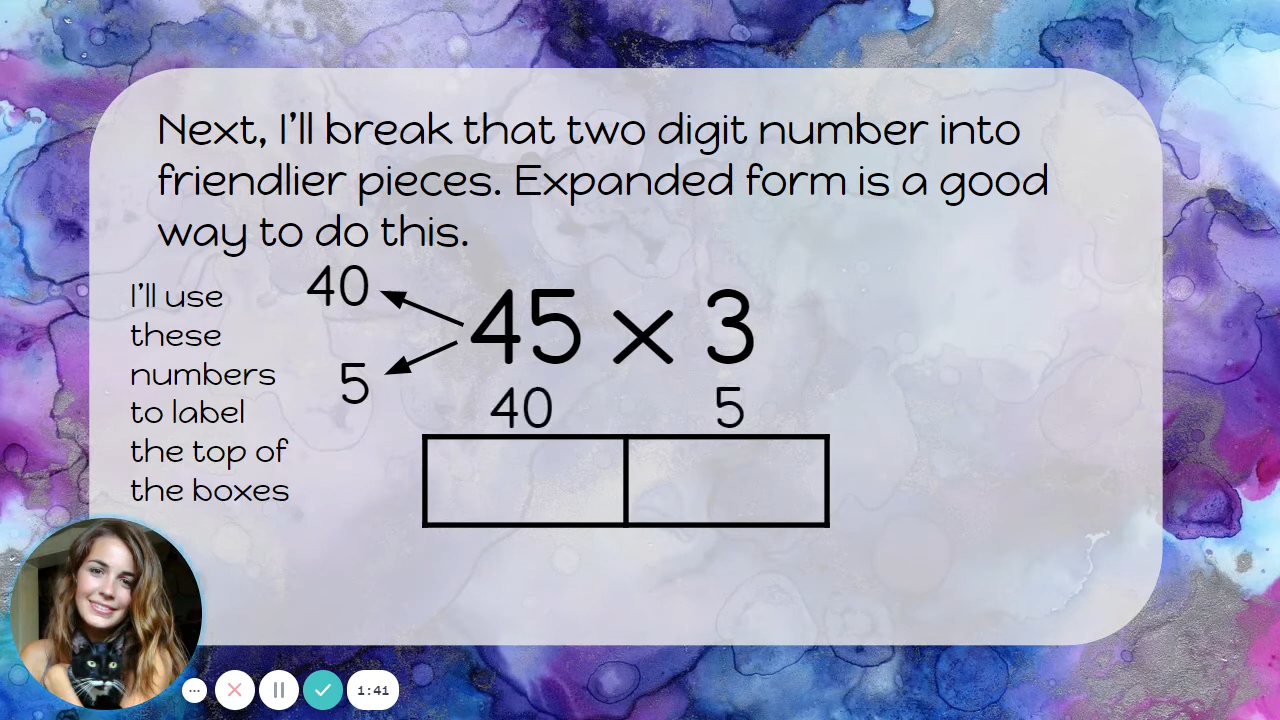 Next, I'll break that two digit number into
friendlier pieces. Expanded form is a good
way to do this.
I'll use
these
numbers
to label
the top of
the boxes
40
5
45 × 3
40 5
1:41